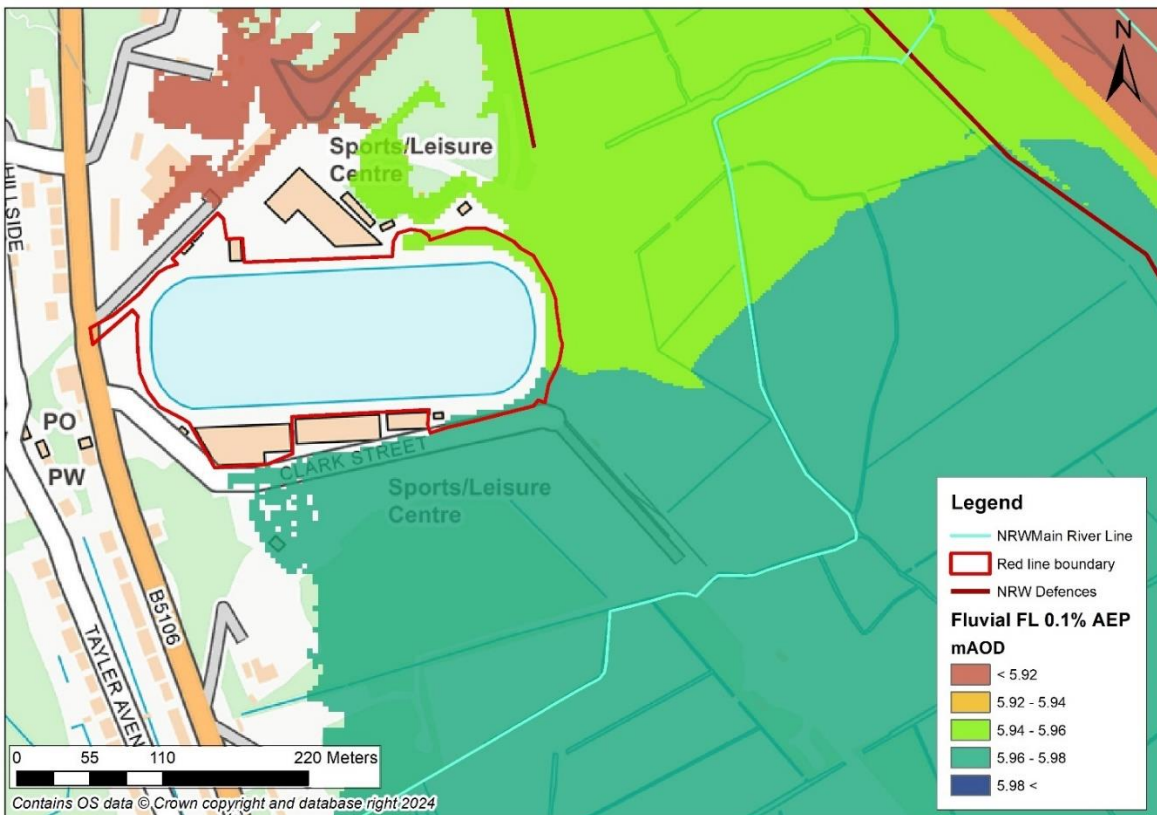 N
Sports/Leisure
Centre
HILLSIDE
PO
PW
CLARK STREET
Sports/Leisure
Centre
B5106
TAYLER AVEN
Legend
NRWMain River Line
Red line boundary
NRW Defences
Fluvial FL 0.1% AEP
mAOD
< 5.92
5.92 - 5.94
5.94 - 5.96
5.96 - 5.98
5.98 <
0 55 110 220 Meters
Contains OS data © Crown copyright and database right 2024